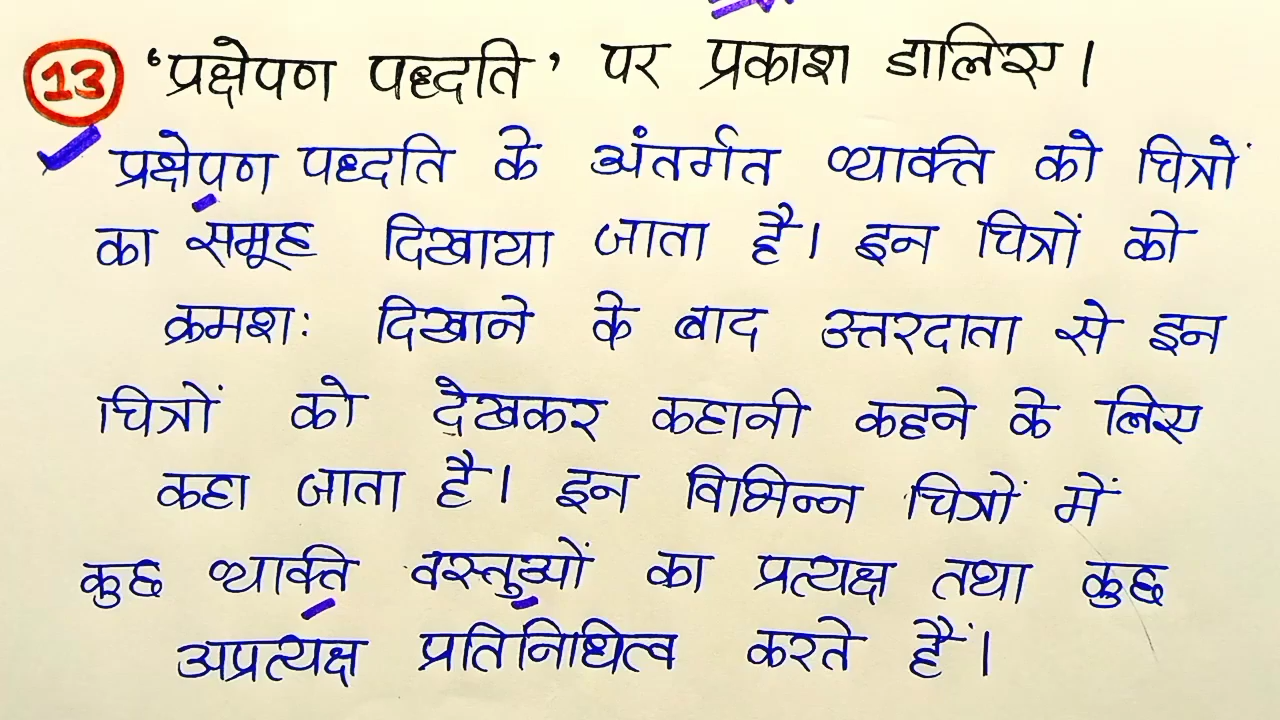 13 ‘प्रक्षेपण पद्धति’ पर प्रकाश डालिए।
प्रक्षेपण पद्धति के अंतर्गत व्यक्ति को चित्रों
का समूह दिखाया जाता है। इन चित्रों को
क्रमशः दिखाने के बाद उत्तरदाता से इन
चित्रों को देखकर कहानी कहने के लिए
कहा जाता है। इन विभिन्न चित्रों में
कुछ व्यक्ति वस्तुओं का प्रत्यक्ष तथा कुछ
अप्रत्यक्ष प्रतिनिधित्व करते हैं।